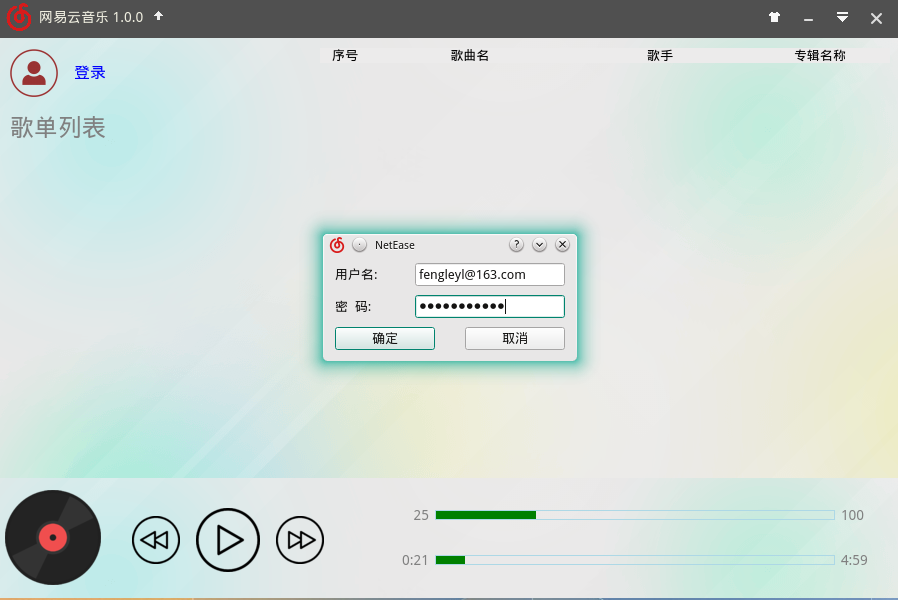 网易云音乐 1.0.0
登录
歌单列表
序号 歌曲名 歌手 专辑名称
NetEase
用户名: fengleyl@163.com
密 码: ●●●●●●●●●●●
确定 取消
25 100
0:21 4:59